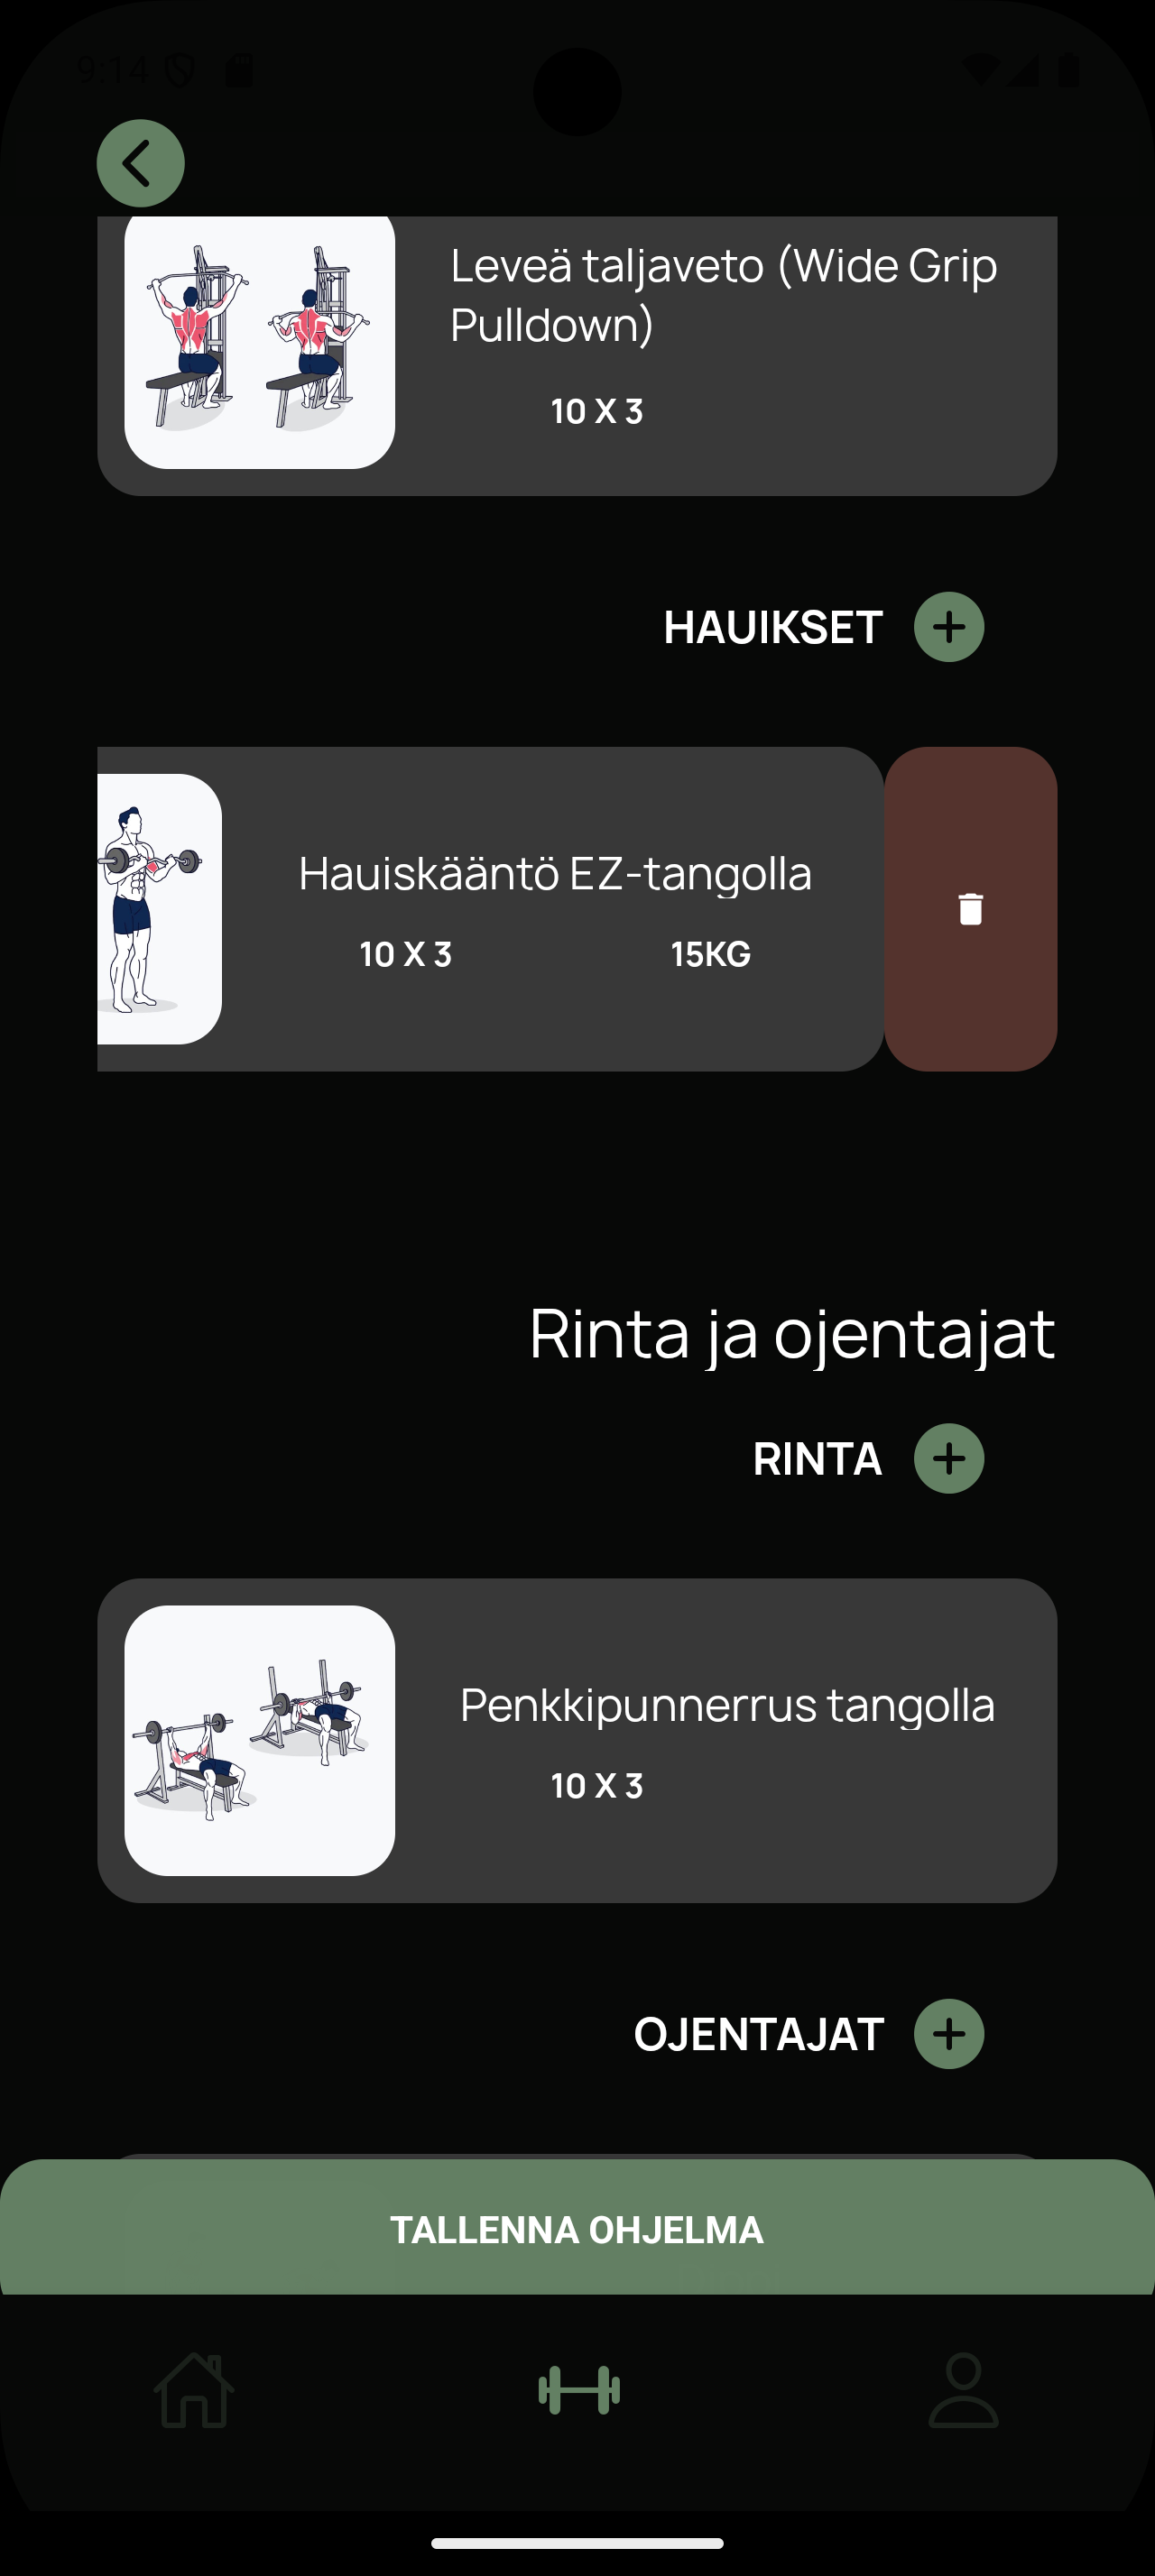 9:14
Leveä taljaveto (Wide Grip
Pulldown)
10 X 3
HAUIKSET
Hauiskääntö EZ-tangolla
10 X 3 15KG
Rinta ja ojentajat
RINTA
Penkkipunnerrus tangolla
10 X 3
OJENTAJAT
TALLENNA OHJELMA